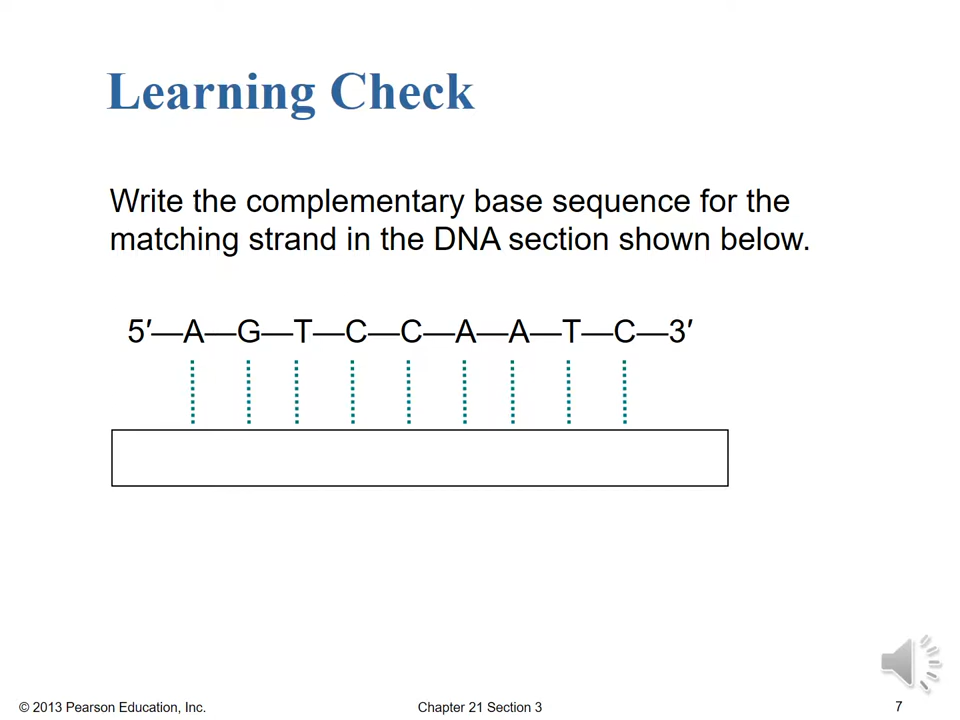 Learning Check
Write the complementary base sequence for the
matching strand in the DNA section shown below.
5′—A—G—T—C—C—A—A—T—C—3′
© 2013 Pearson Education, Inc.
Chapter 21 Section 3
7